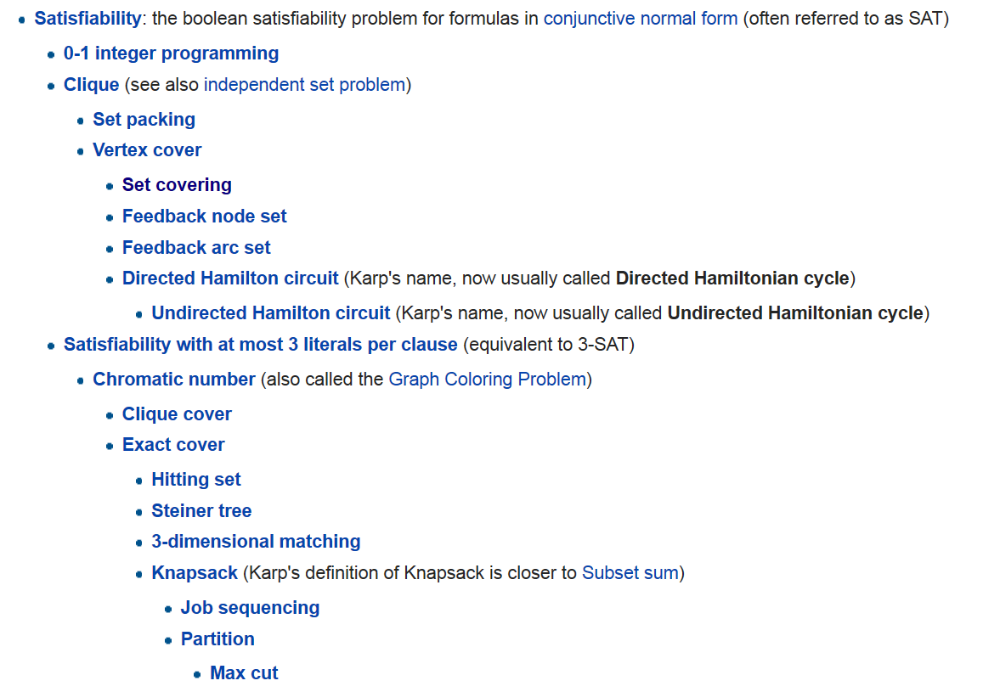 Satisfiability: the boolean satisfiability problem for formulas in conjunctive normal form (often referred to as SAT)
0-1 integer programming
Clique (see also independent set problem)
Set packing
Vertex cover
Set covering
Feedback node set
Feedback arc set
Directed Hamilton circuit (Karp's name, now usually called Directed Hamiltonian cycle)
Undirected Hamilton circuit (Karp's name, now usually called Undirected Hamiltonian cycle)
Satisfiability with at most 3 literals per clause (equivalent to 3-SAT)
Chromatic number (also called the Graph Coloring Problem)
Clique cover
Exact cover
Hitting set
Steiner tree
3-dimensional matching
Knapsack (Karp's definition of Knapsack is closer to Subset sum)
Job sequencing
Partition
Max cut